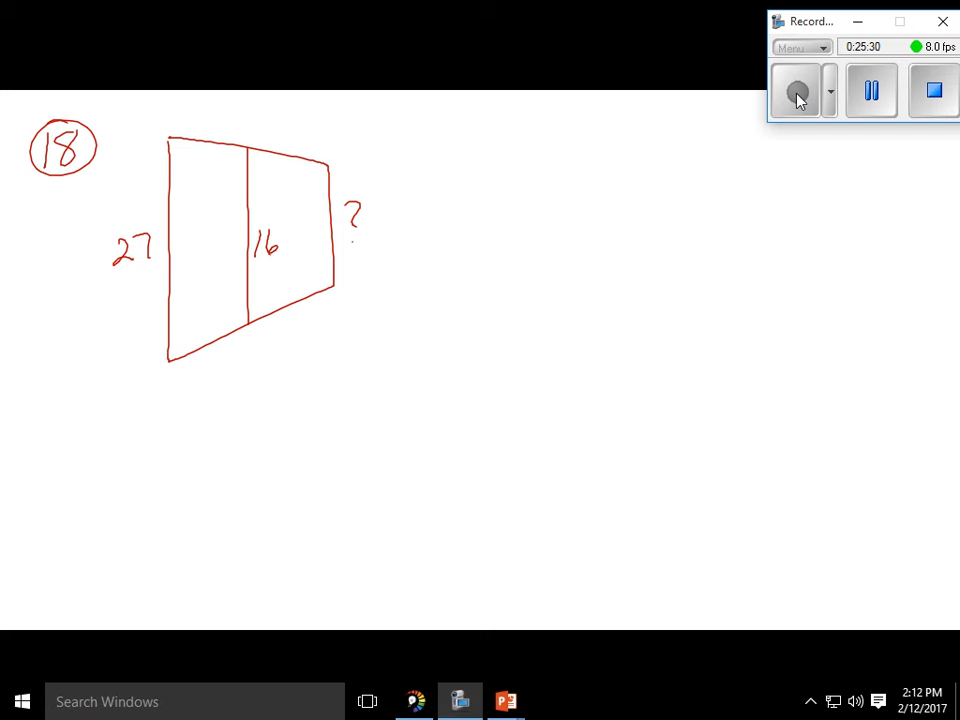 Record...
Menu
0:25:30
8.0 fps
18
27
16
?
Search Windows
2:12 PM
2/12/2017